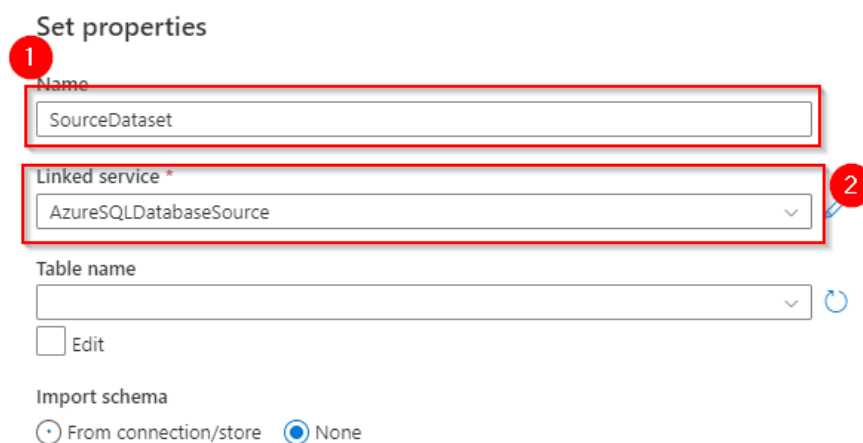 Set properties
1
Name
SourceDataset
Linked service *
2
AzureSQLDatabaseSource
Table name
Edit
Import schema
From connection/store None